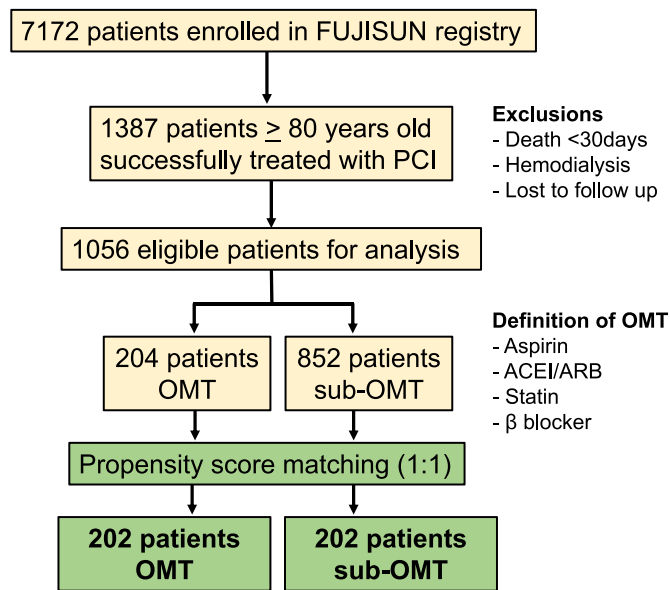 7172 patients enrolled in FUJISUN registry
1387 patients ≥ 80 years old
successfully treated with PCI
Exclusions
- Death <30days
- Hemodialysis
- Lost to follow up
1056 eligible patients for analysis
204 patients
OMT
852 patients
sub-OMT
Definition of OMT
- Aspirin
- ACEI/ARB
- Statin
- β blocker
Propensity score matching (1:1)
202 patients
OMT
202 patients
sub-OMT